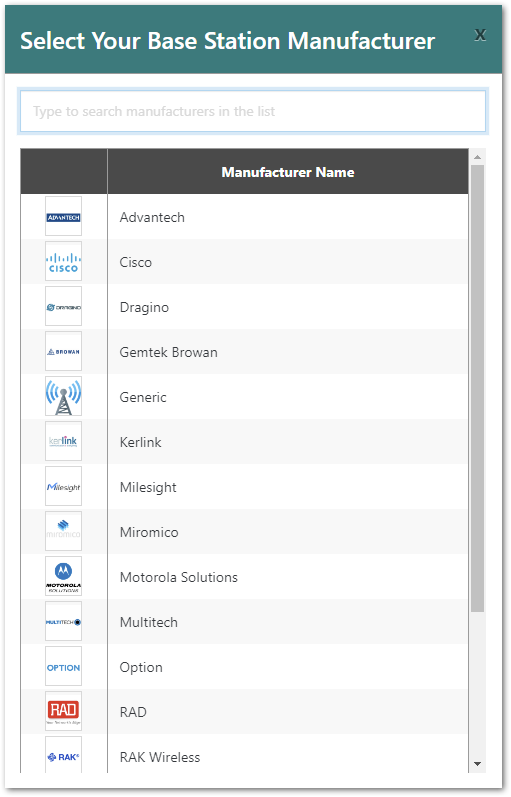 Select Your Base Station Manufacturer
X
Type to search manufacturers in the list
Manufacturer Name
ADVANTECH
Advantech
CISCO
Cisco
DRAGINO
Dragino
BROWAN
Gemtek Browan
Generic
kerlink
Kerlink
Milesight
Milesight
miromico
Miromico
MOTOROLA
SOLUTIONS
Motorola Solutions
MULTITECH
Multitech
OPTION
Option
RAD
RAD
RAK
RAK Wireless